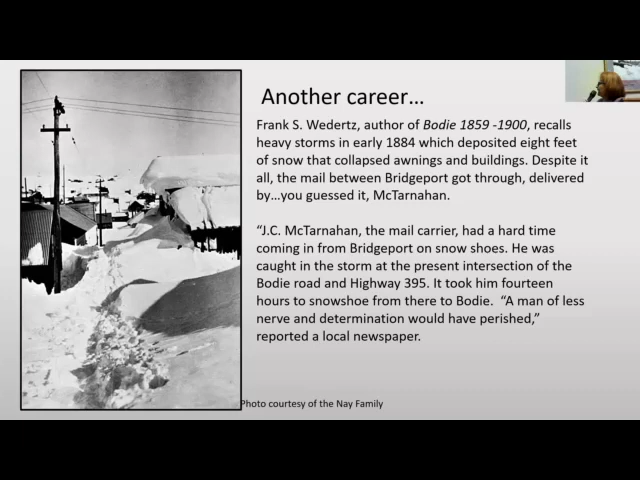 Another career...
Frank S. Wedertz, author of Bodie 1859 -1900, recalls
heavy storms in early 1884 which deposited eight feet
of snow that collapsed awnings and buildings. Despite it
all, the mail between Bridgeport got through, delivered
by...you guessed it, McTarnahan.
“J.C. McTarnahan, the mail carrier, had a hard time
coming in from Bridgeport on snow shoes. He was
caught in the storm at the present intersection of the
Bodie road and Highway 395. It took him fourteen
hours to snowshoe from there to Bodie. “A man of less
nerve and determination would have perished,”
reported a local newspaper.
Photo courtesy of the Nay Family